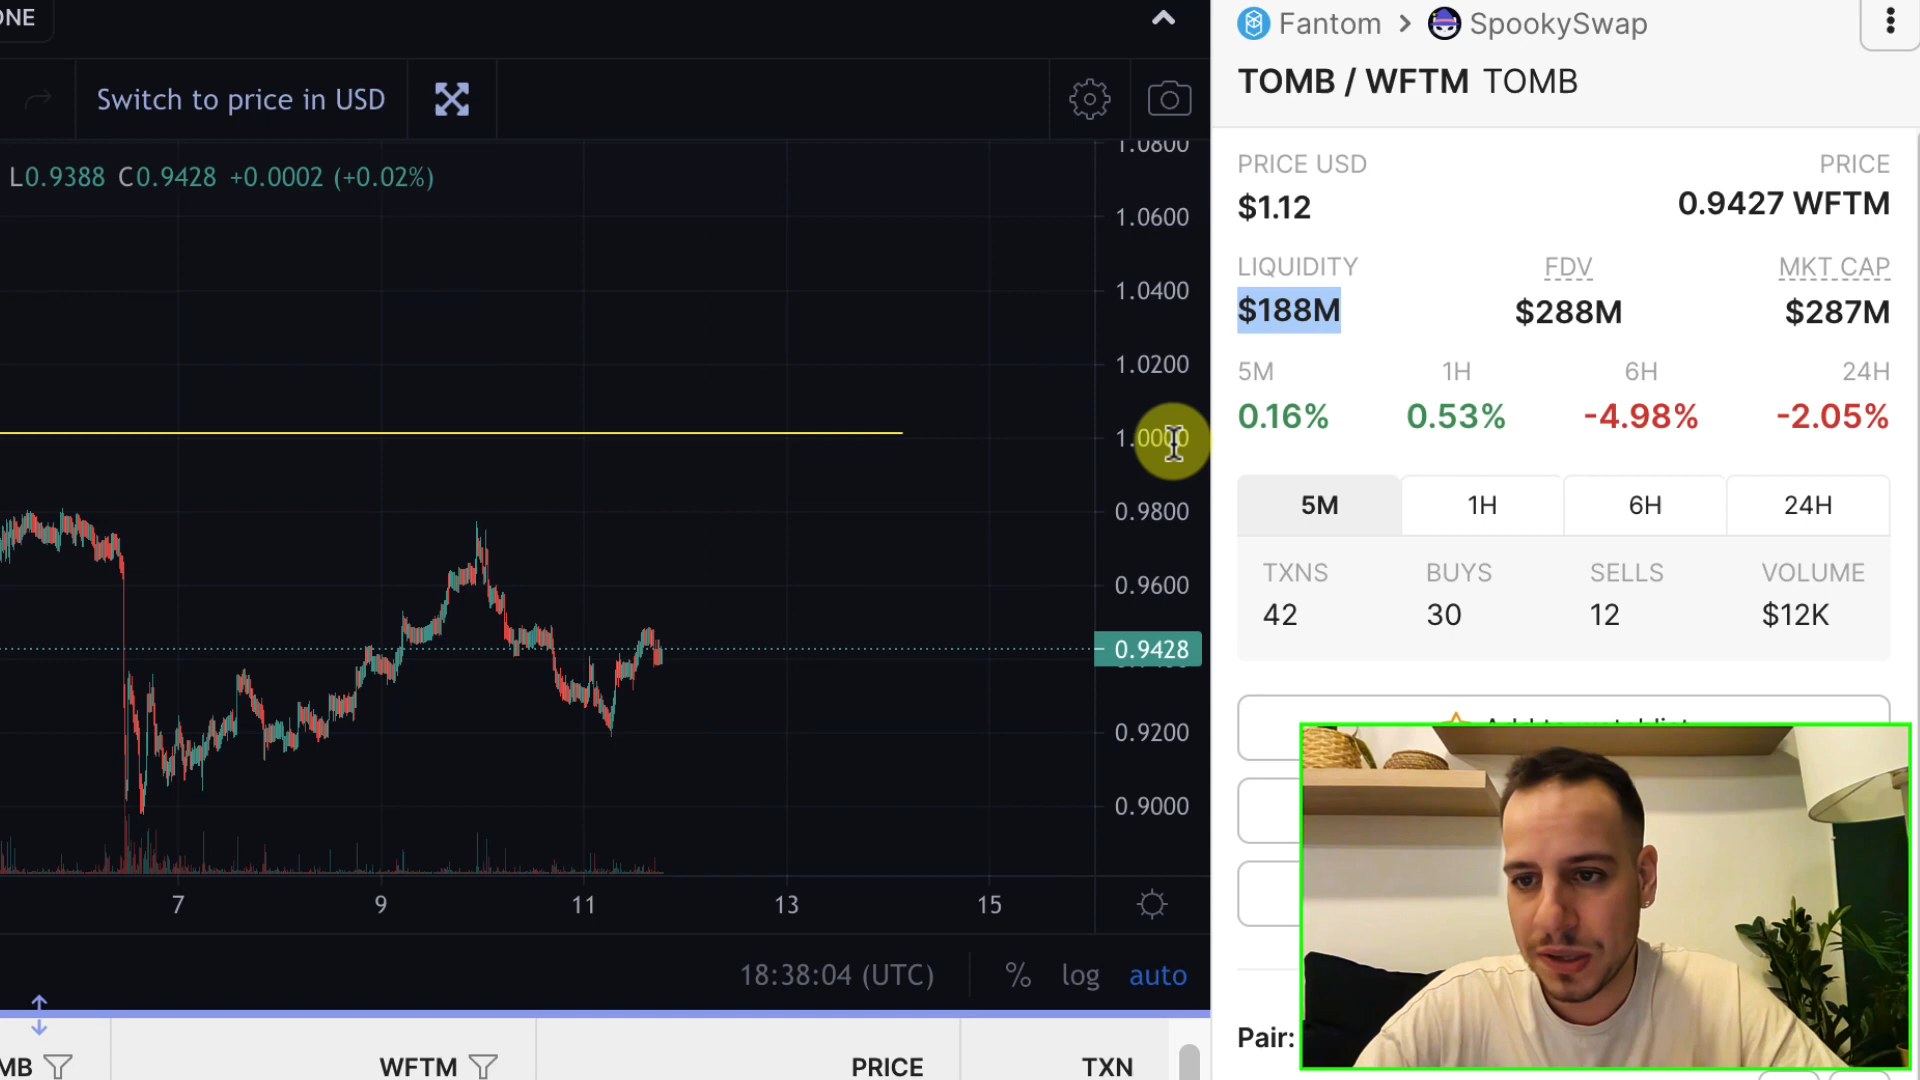 ONE
Switch to price in USD
L0.9388 C0.9428 +0.0002 (+0.02%)
1.0800
1.0600
1.0400
1.0200
1.0000
0.9800
0.9600
0.9428
0.9200
0.9000
7 9 11 13 15
18:38:04 (UTC) % log auto
MB WFTM PRICE TXN
Fantom > SpookySwap
TOMB / WFTM TOMB
PRICE USD PRICE
$1.12 0.9427 WFTM
LIQUIDITY FDV MKT CAP
$188M $288M $287M
5M 1H 6H 24H
0.16% 0.53% -4.98% -2.05%
5M 1H 6H 24H
TXNS BUYS SELLS VOLUME
42 30 12 $12K
Add to watchlist
Pair: